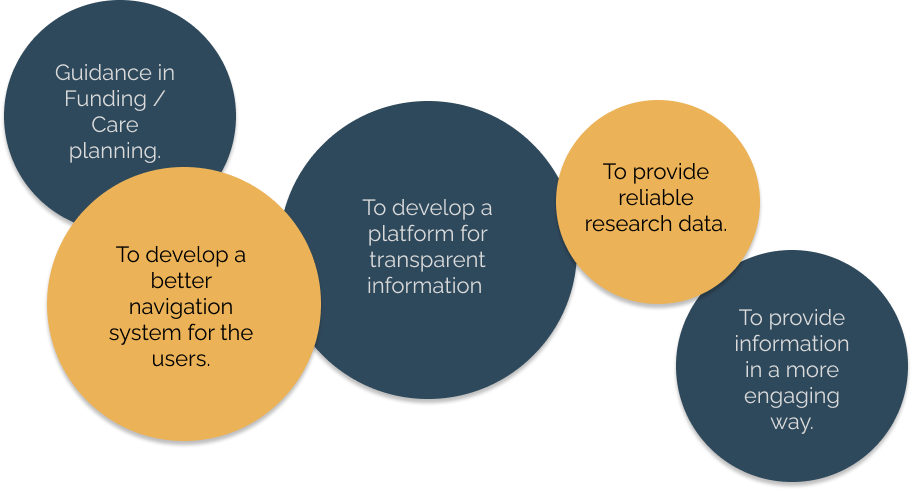 Guidance in
Funding /
Care
planning.
To develop a
better
navigation
system for the
users.
To develop a
platform for
transparent
information
To provide
reliable
research data.
To provide
information
in a more
engaging
way.